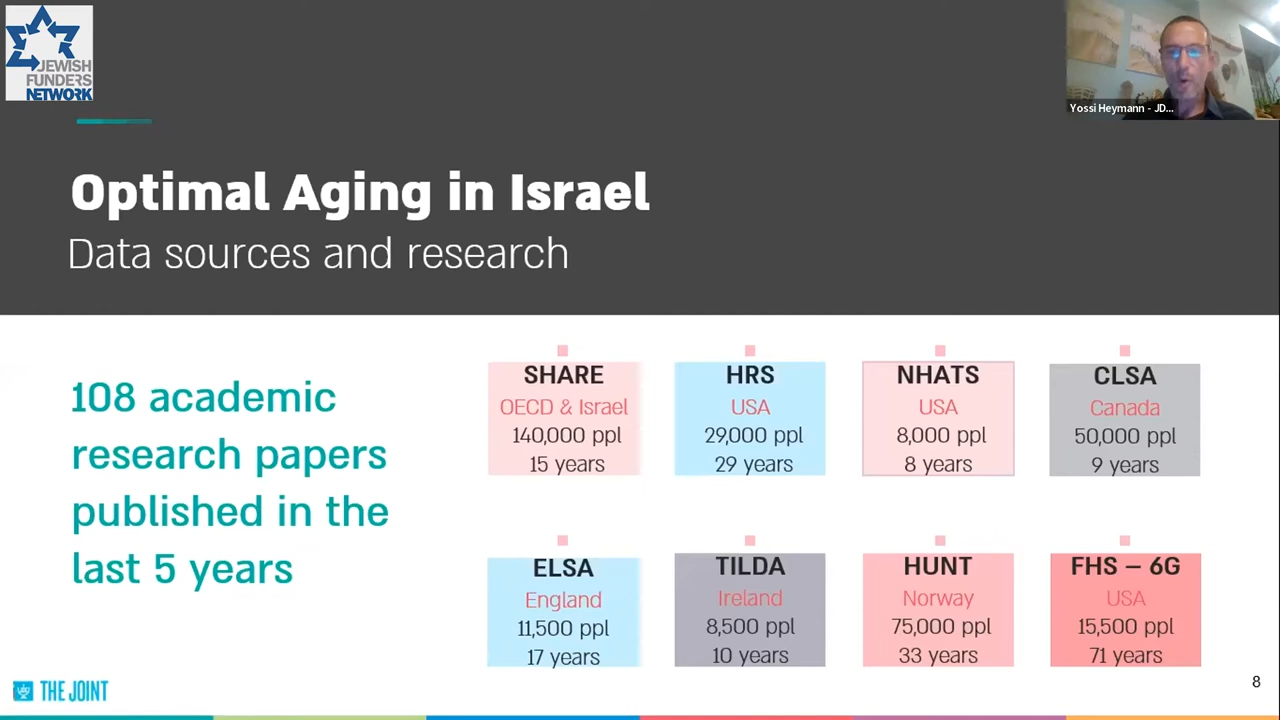 JEWISH
FUNDERS
NETWORK
Yossi Heymann - JD...
Optimal Aging in Israel
Data sources and research
108 academic
research papers
published in the
last 5 years
SHARE
OECD & Israel
140,000 ppl
15 years
HRS
USA
29,000 ppl
29 years
NHATS
USA
8,000 ppl
8 years
CLSA
Canada
50,000 ppl
9 years
ELSA
England
11,500 ppl
17 years
TILDA
Ireland
8,500 ppl
10 years
HUNT
Norway
75,000 ppl
33 years
FHS – 6G
USA
15,500 ppl
71 years
THE JOINT
8